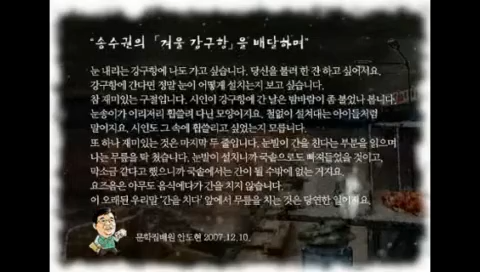 "송수권의 「겨울 강구항」을 배달하며"
눈 내리는 강구항에 나도 가고 싶습니다. 당신을 불러 한 잔 하고 싶어서요.
강구항에 간다면 정말 눈이 어떻게 설치는지 보고 싶습니다.
참 재미있는 구절입니다. 시인이 강구항에 간 날은 밤바람이 좀 불었나 봅니다.
눈송이가 이리저리 휩쓸려 다닌 모양이지요. 철없이 설쳐대는 아이들처럼
말이지요. 시인도 그 속에 휩쓸리고 싶었는지 모릅니다.
또 하나 재미있는 것은 마지막 두 줄입니다. 눈발이 간을 친다는 부분을 읽으며
나는 무릎을 탁 쳤습니다. 눈발이 설치니까 국솥으로도 빠져들었을 것이고,
막소금 같다고 했으니까 국솥에서는 간이 될 수밖에 없는 거지요.
요즈음은 아무도 음식에다가 간을 치지 않습니다.
이 오래된 우리말 '간을 치다' 앞에서 무릎을 치는 것은 당연한 일이지요.
문학집배원 안도현 2007.12.10.